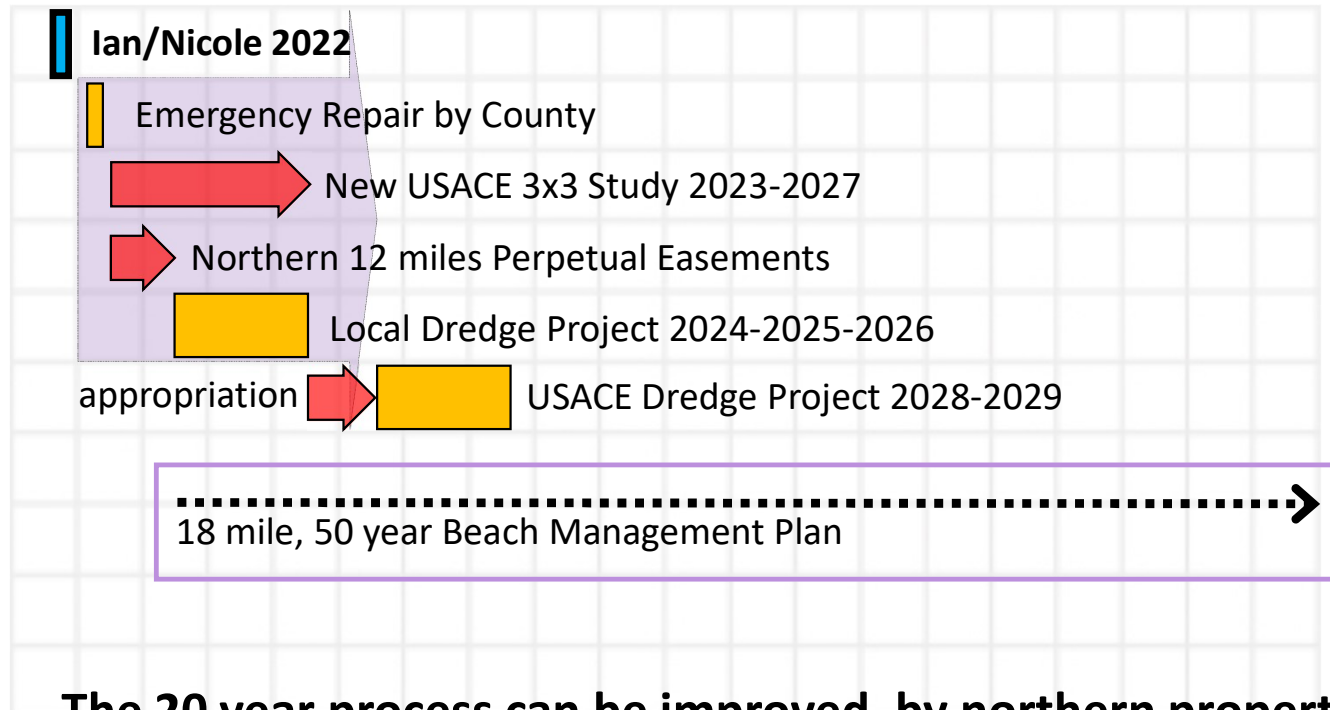 Ian/Nicole 2022
Emergency Repair by County
New USACE 3x3 Study 2023-2027
Northern 12 miles Perpetual Easements
Local Dredge Project 2024-2025-2026
appropriation USACE Dredge Project 2028-2029
18 mile, 50 year Beach Management Plan
The 20 year process can be improved, by northern propert